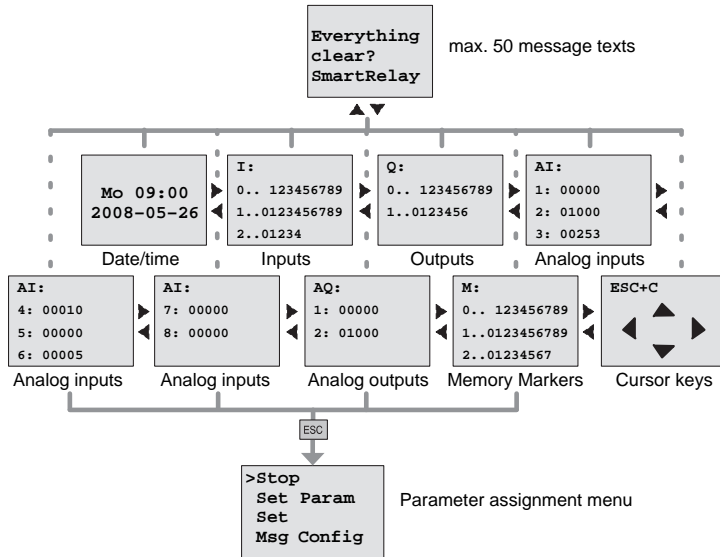 Everything
clear?
SmartRelay
max. 50 message texts
Mo 09:00
2008-05-26
Date/time
I:
0.. 123456789
1..0123456789
2..01234
Inputs
Q:
0.. 123456789
1..0123456
Outputs
AI:
1: 00000
2: 01000
3: 00253
Analog inputs
AI:
4: 00010
5: 00000
6: 00005
Analog inputs
AI:
7: 00000
8: 00000
Analog inputs
AQ:
1: 00000
2: 01000
Analog outputs
M:
0.. 123456789
1..0123456789
2..01234567
Memory Markers
ESC+C
Cursor keys
ESC
>Stop
Set Param
Set
Msg Config
Parameter assignment menu